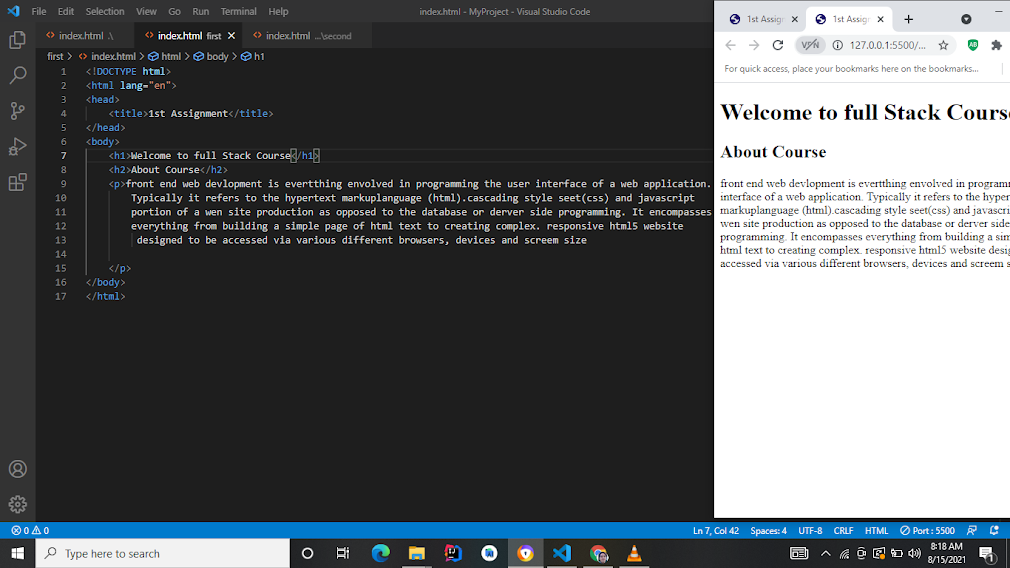 File Edit Selection View Go Run Terminal Help
index.html - MyProject - Visual Studio Code
index.html .\
index.html first
index.html ...\second
first > index.html > html > body > h1
1 <!DOCTYPE html>
2 <html lang="en">
3 <head>
4 <title>1st Assignment</title>
5 </head>
6 <body>
7 <h1>Welcome to full Stack Course</h1>
8 <h2>About Course</h2>
9 <p>front end web devlopment is evertthing envolved in programming the user interface of a web application.
10 Typically it refers to the hypertext markuplanguage (html).cascading style seet(css) and javascript
11 portion of a wen site production as opposed to the database or derver side programming. It encompasses
12 everything from building a simple page of html text to creating complex. responsive html5 website
13 designed to be accessed via various different browsers, devices and screem size
14
15 </p>
16 </body>
17 </html>
1st Assig
1st Assig
VPN
127.0.0.1:5500/...
For quick access, place your bookmarks here on the bookmarks...
Welcome to full Stack Course
About Course
front end web devlopment is evertthing envolved in programm
interface of a web application. Typically it refers to the hyper
markuplanguage (html).cascading style seet(css) and javascri
wen site production as opposed to the database or derver side
programming. It encompasses everything from building a sim
html text to creating complex. responsive html5 website desig
accessed via various different browsers, devices and screem s
0 0
Ln 7, Col 42 Spaces: 4 UTF-8 CRLF HTML Port : 5500
Type here to search
8:18 AM
8/15/2021
1